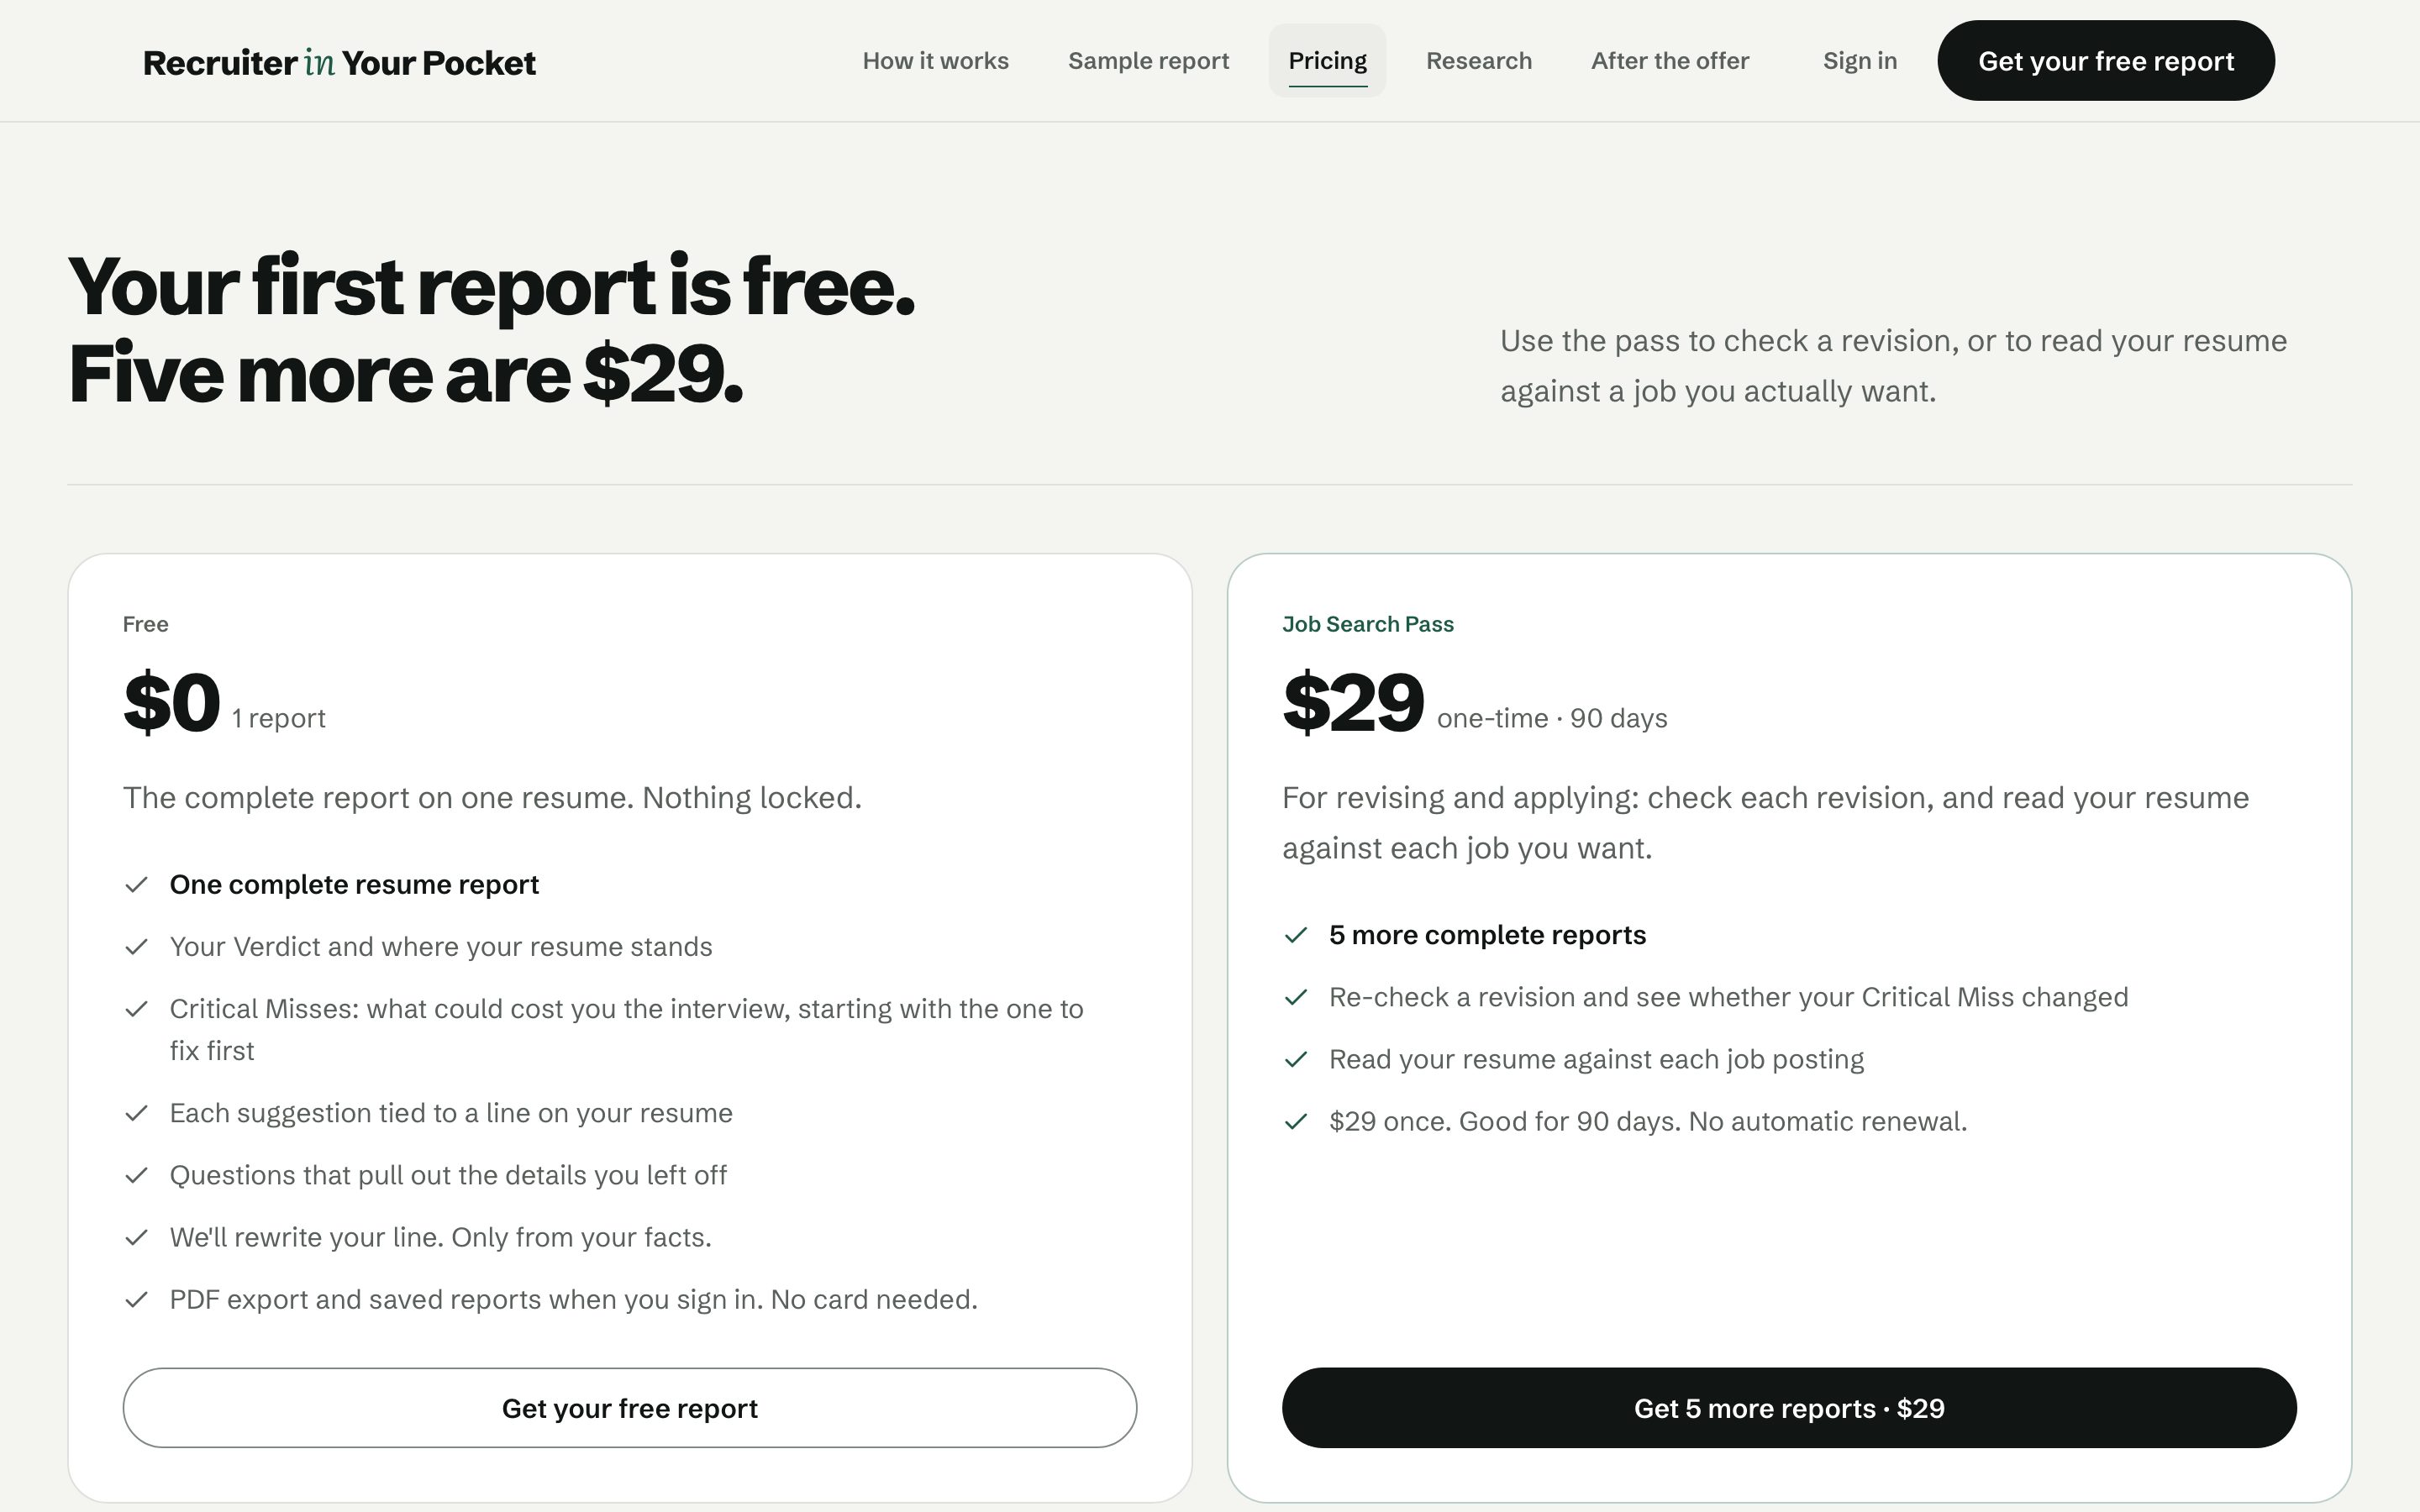 Recruiter in Your Pocket
How it works
Sample report
Pricing
Research
After the offer
Sign in
Get your free report
Your first report is free.
Five more are $29.
Use the pass to check a revision, or to read your resume
against a job you actually want.
Free
$0 1 report
The complete report on one resume. Nothing locked.
One complete resume report
Your Verdict and where your resume stands
Critical Misses: what could cost you the interview, starting with the one to
fix first
Each suggestion tied to a line on your resume
Questions that pull out the details you left off
We'll rewrite your line. Only from your facts.
PDF export and saved reports when you sign in. No card needed.
Get your free report
Job Search Pass
$29 one-time · 90 days
For revising and applying: check each revision, and read your resume
against each job you want.
5 more complete reports
Re-check a revision and see whether your Critical Miss changed
Read your resume against each job posting
$29 once. Good for 90 days. No automatic renewal.
Get 5 more reports · $29